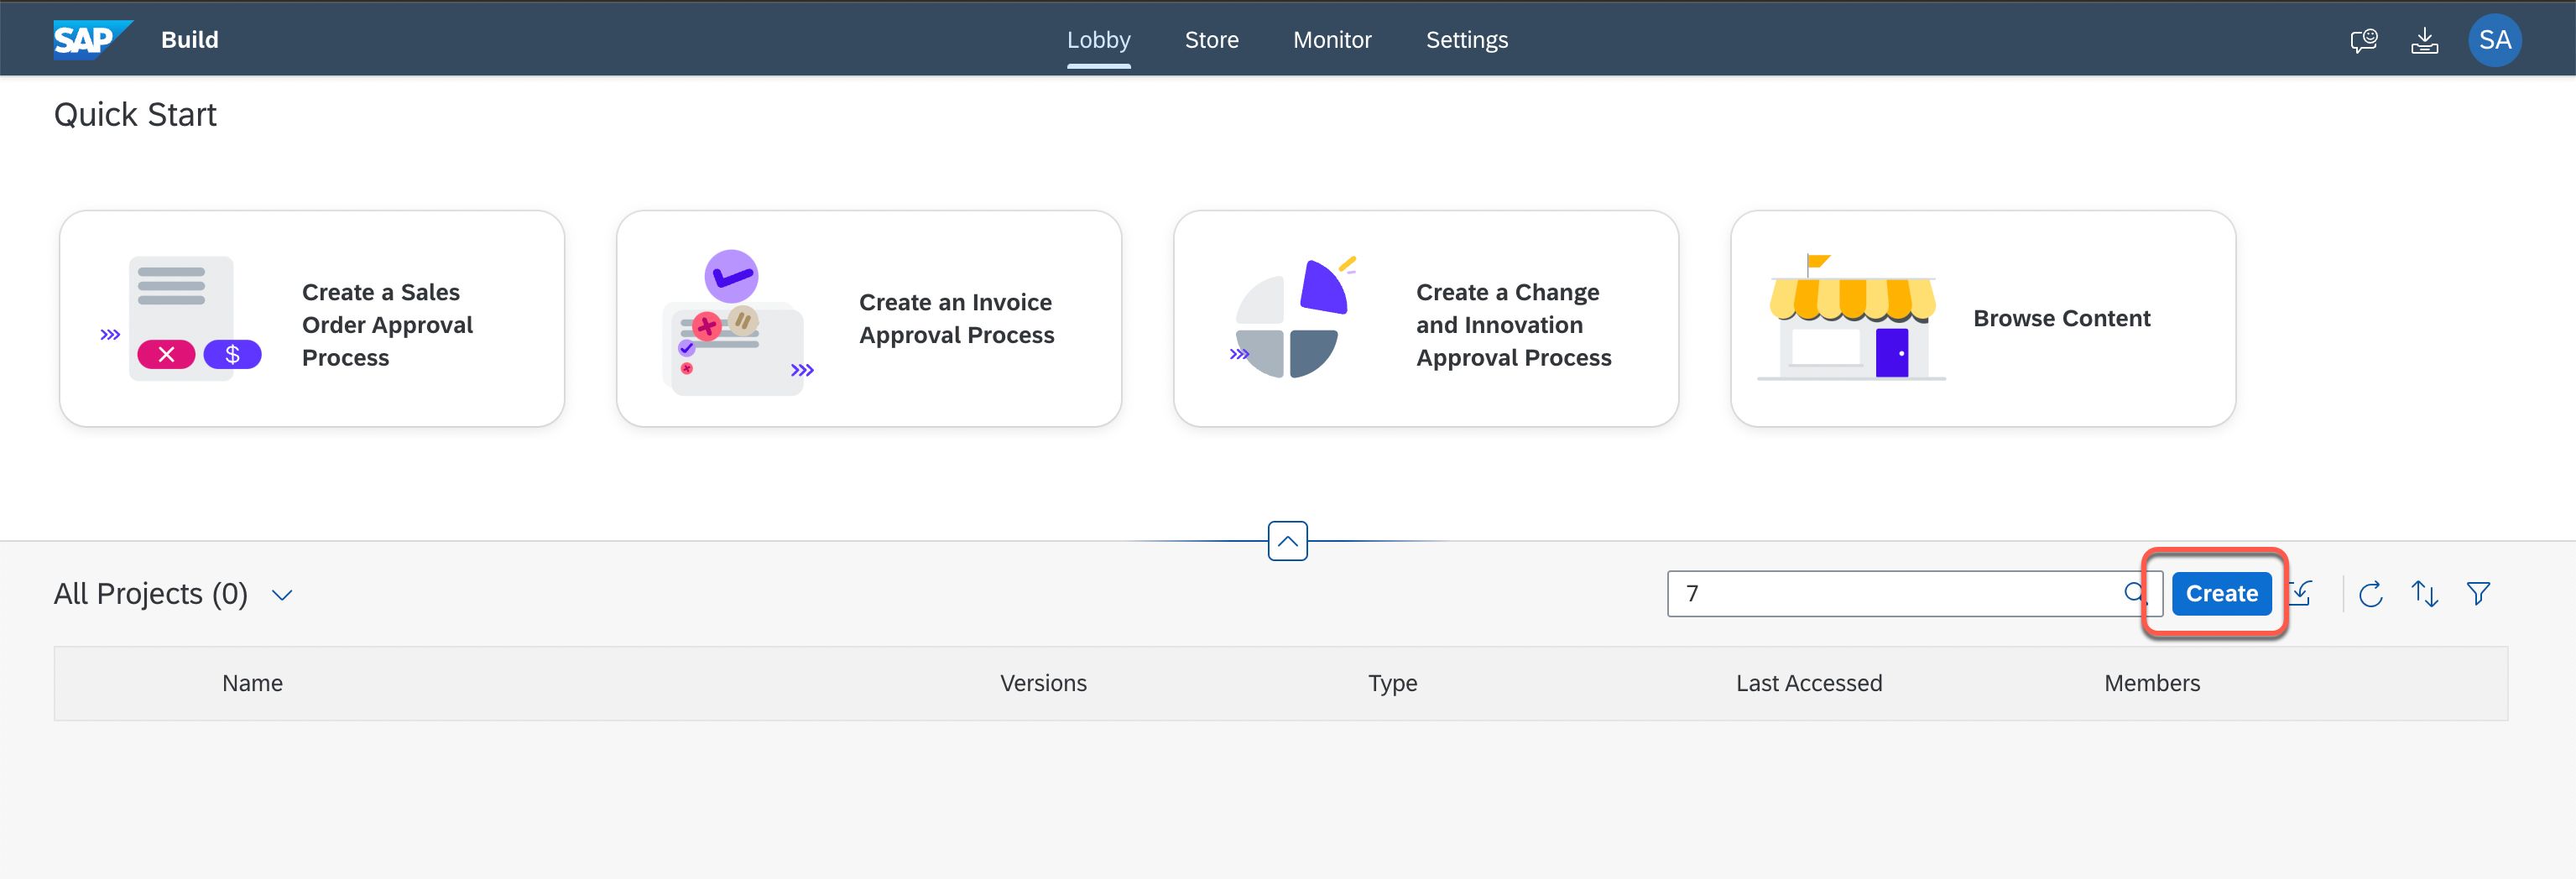 SAP Build Lobby Store Monitor Settings SA
Quick Start
Create a Sales
Order Approval
Process
$
Create an Invoice
Approval Process
Create a Change
and Innovation
Approval Process
Browse Content
All Projects (0)
7
Create
Name Versions Type Last Accessed Members